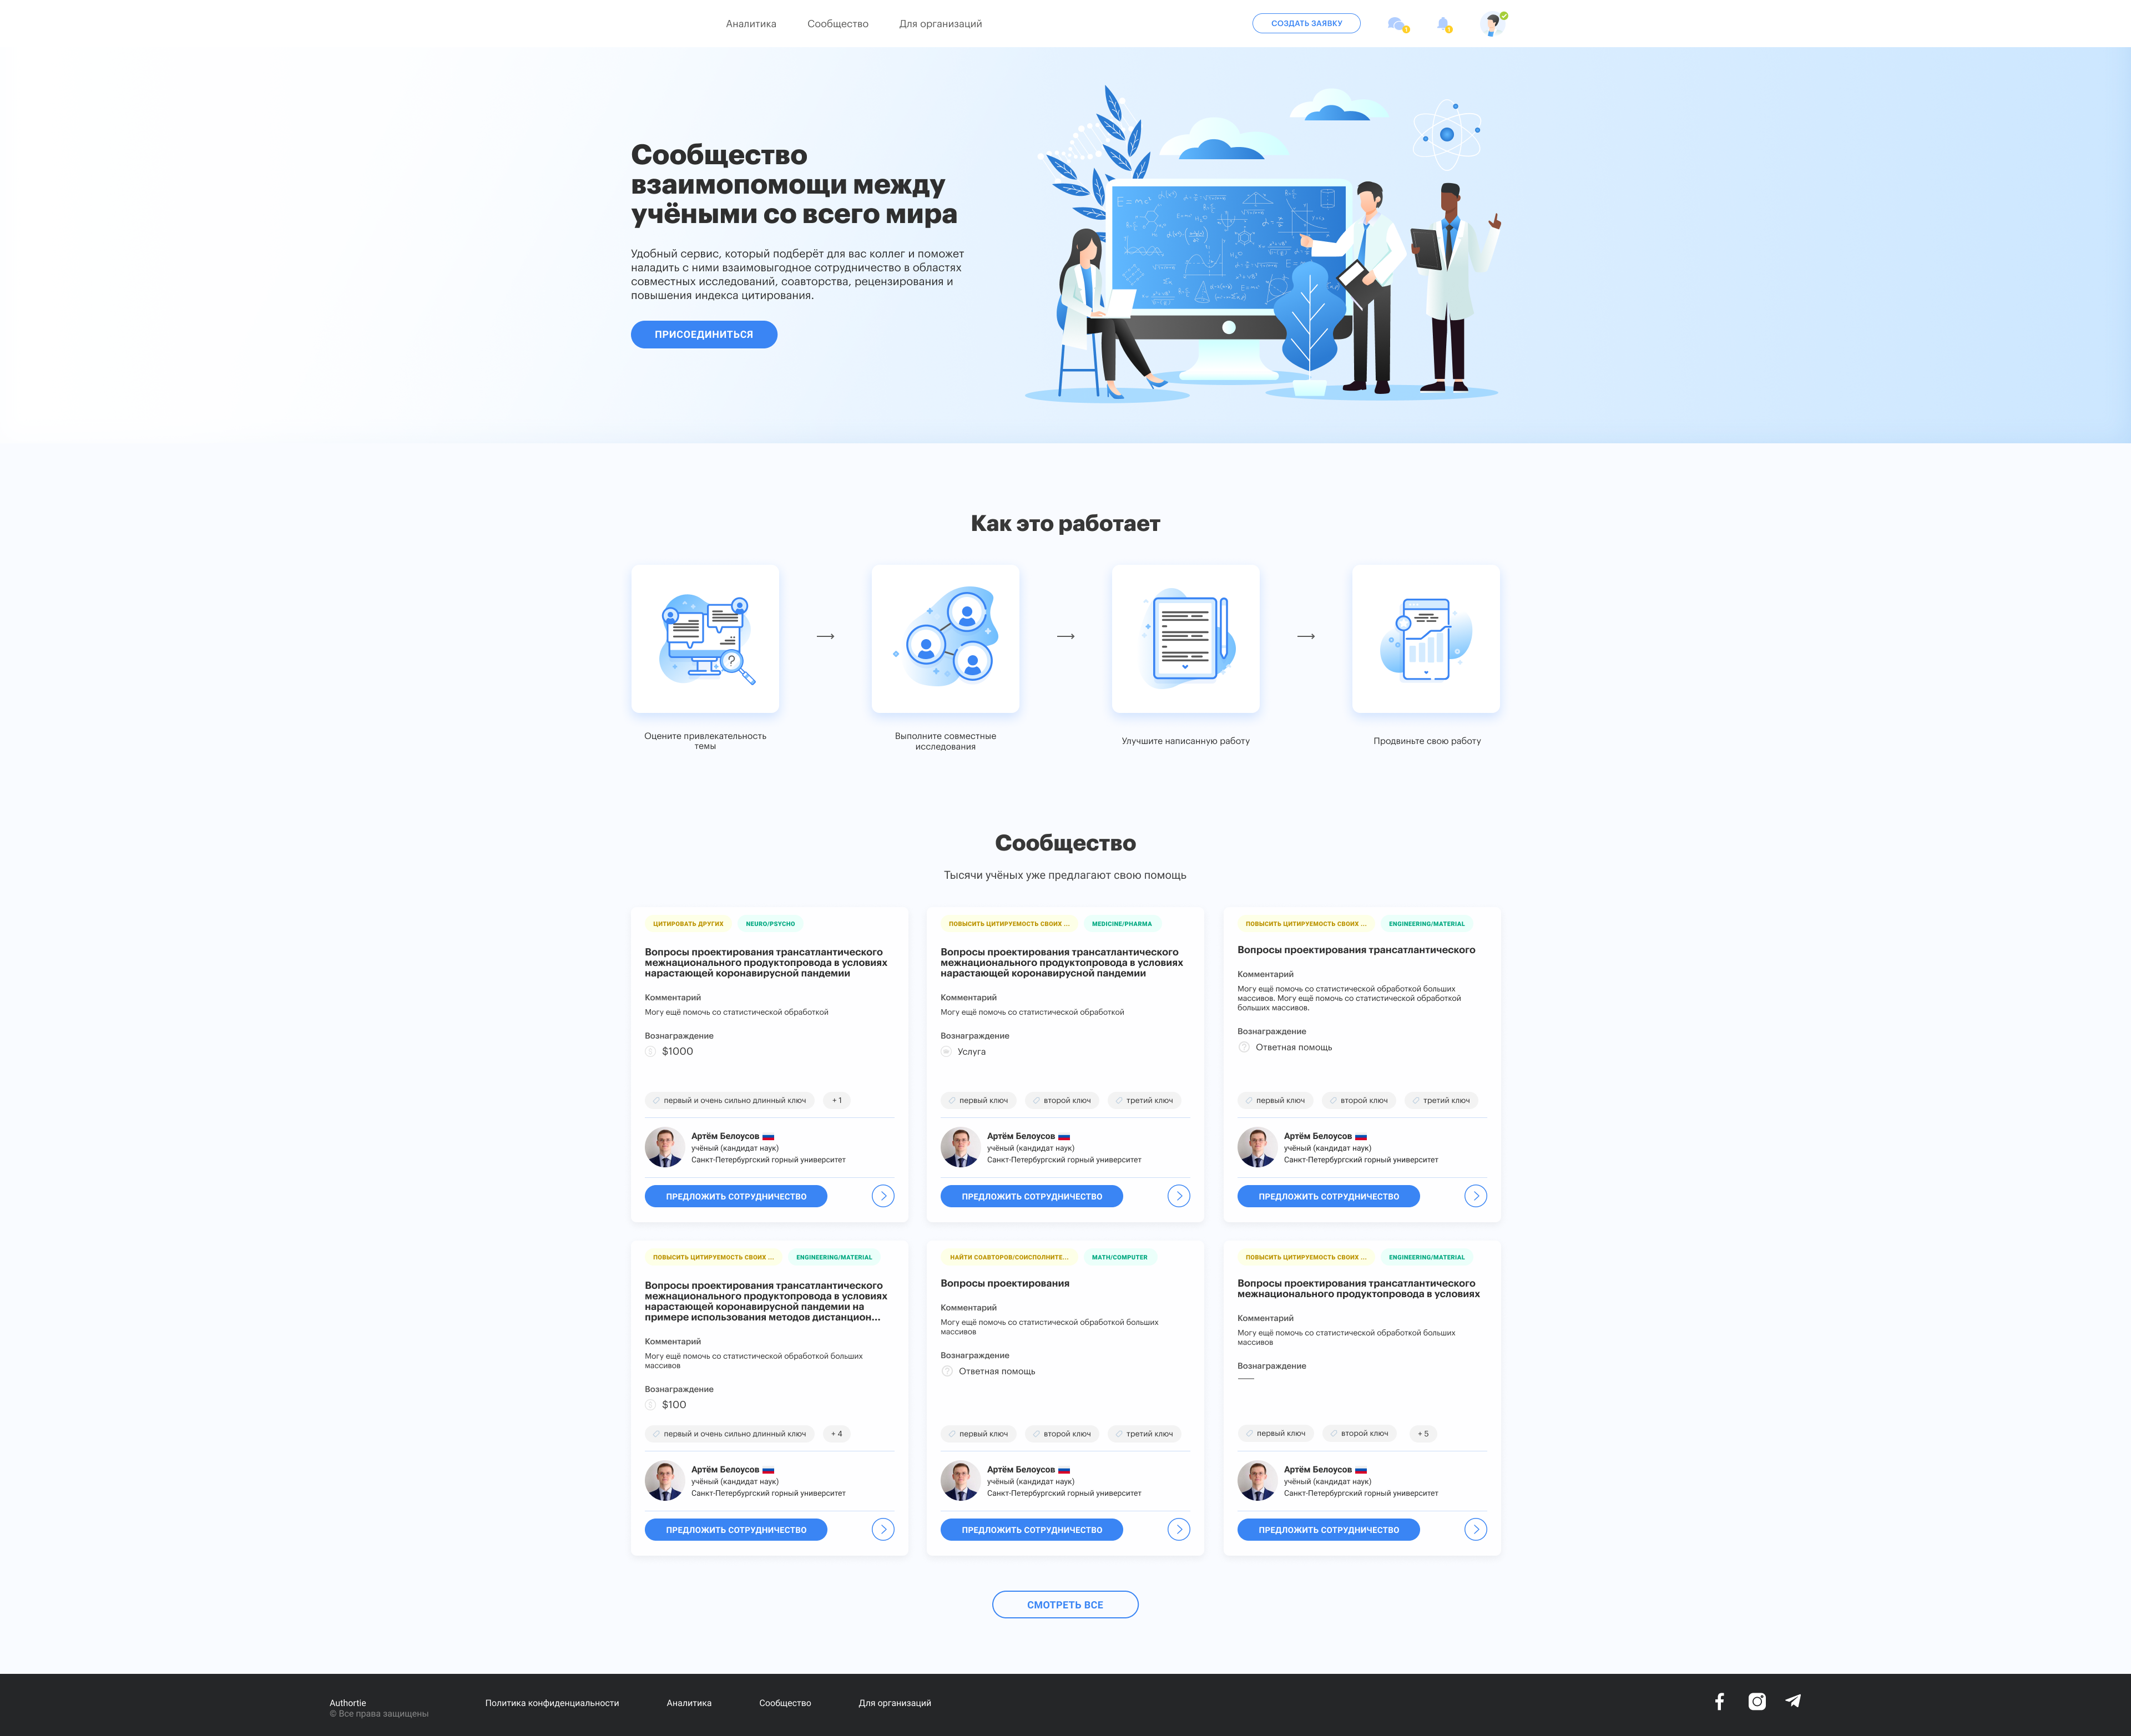 Аналитика
Сообщество
Для организаций
СОЗДАТЬ ЗАЯВКУ
1
1
Сообщество
взаимопомощи между
учёными со всего мира
Удобный сервис, который подберёт для вас коллег и поможет
наладить с ними взаимовыгодное сотрудничество в областях
совместных исследований, соавторства, рецензирования и
повышения индекса цитирования.
ПРИСОЕДИНИТЬСЯ
Как это работает
Оцените привлекательность
темы
Выполните совместные
исследования
Улучшите написанную работу
Продвиньте свою работу
Сообщество
Тысячи учёных уже предлагают свою помощь
ЦИТИРОВАТЬ ДРУГИХ
NEURO/PSYCHO
Вопросы проектирования трансатлантического
межнационального продуктопровода в условиях
нарастающей коронавирусной пандемии
Комментарий
Могу ещё помочь со статистической обработкой
Вознаграждение
$1000
первый и очень сильно длинный ключ
+ 1
Артём Белоусов
учёный (кандидат наук)
Санкт-Петербургский горный университет
ПРЕДЛОЖИТЬ СОТРУДНИЧЕСТВО
ПОВЫСИТЬ ЦИТИРУЕМОСТЬ СВОИХ ...
MEDICINE/PHARMA
Вопросы проектирования трансатлантического
межнационального продуктопровода в условиях
нарастающей коронавирусной пандемии
Комментарий
Могу ещё помочь со статистической обработкой
Вознаграждение
Услуга
первый ключ
второй ключ
третий ключ
Артём Белоусов
учёный (кандидат наук)
Санкт-Петербургский горный университет
ПРЕДЛОЖИТЬ СОТРУДНИЧЕСТВО
ПОВЫСИТЬ ЦИТИРУЕМОСТЬ СВОИХ ...
ENGINEERING/MATERIAL
Вопросы проектирования трансатлантического
Комментарий
Могу ещё помочь со статистической обработкой больших
массивов. Могу ещё помочь со статистической обработкой
больших массивов.
Вознаграждение
Ответная помощь
первый ключ
второй ключ
третий ключ
Артём Белоусов
учёный (кандидат наук)
Санкт-Петербургский горный университет
ПРЕДЛОЖИТЬ СОТРУДНИЧЕСТВО
ПОВЫСИТЬ ЦИТИРУЕМОСТЬ СВОИХ ...
ENGINEERING/MATERIAL
Вопросы проектирования трансатлантического
межнационального продуктопровода в условиях
нарастающей коронавирусной пандемии на
примере использования методов дистанцион...
Комментарий
Могу ещё помочь со статистической обработкой больших
массивов
Вознаграждение
$100
первый и очень сильно длинный ключ
+ 4
Артём Белоусов
учёный (кандидат наук)
Санкт-Петербургский горный университет
ПРЕДЛОЖИТЬ СОТРУДНИЧЕСТВО
НАЙТИ СОАВТОРОВ/СОИСПОЛНИТЕ...
MATH/COMPUTER
Вопросы проектирования
Комментарий
Могу ещё помочь со статистической обработкой больших
массивов
Вознаграждение
Ответная помощь
первый ключ
второй ключ
третий ключ
Артём Белоусов
учёный (кандидат наук)
Санкт-Петербургский горный университет
ПРЕДЛОЖИТЬ СОТРУДНИЧЕСТВО
ПОВЫСИТЬ ЦИТИРУЕМОСТЬ СВОИХ ...
ENGINEERING/MATERIAL
Вопросы проектирования трансатлантического
межнационального продуктопровода в условиях
Комментарий
Могу ещё помочь со статистической обработкой больших
массивов
Вознаграждение
—
первый ключ
второй ключ
+ 5
Артём Белоусов
учёный (кандидат наук)
Санкт-Петербургский горный университет
ПРЕДЛОЖИТЬ СОТРУДНИЧЕСТВО
СМОТРЕТЬ ВСЕ
Authortie
© Все права защищены
Политика конфиденциальности
Аналитика
Сообщество
Для организаций